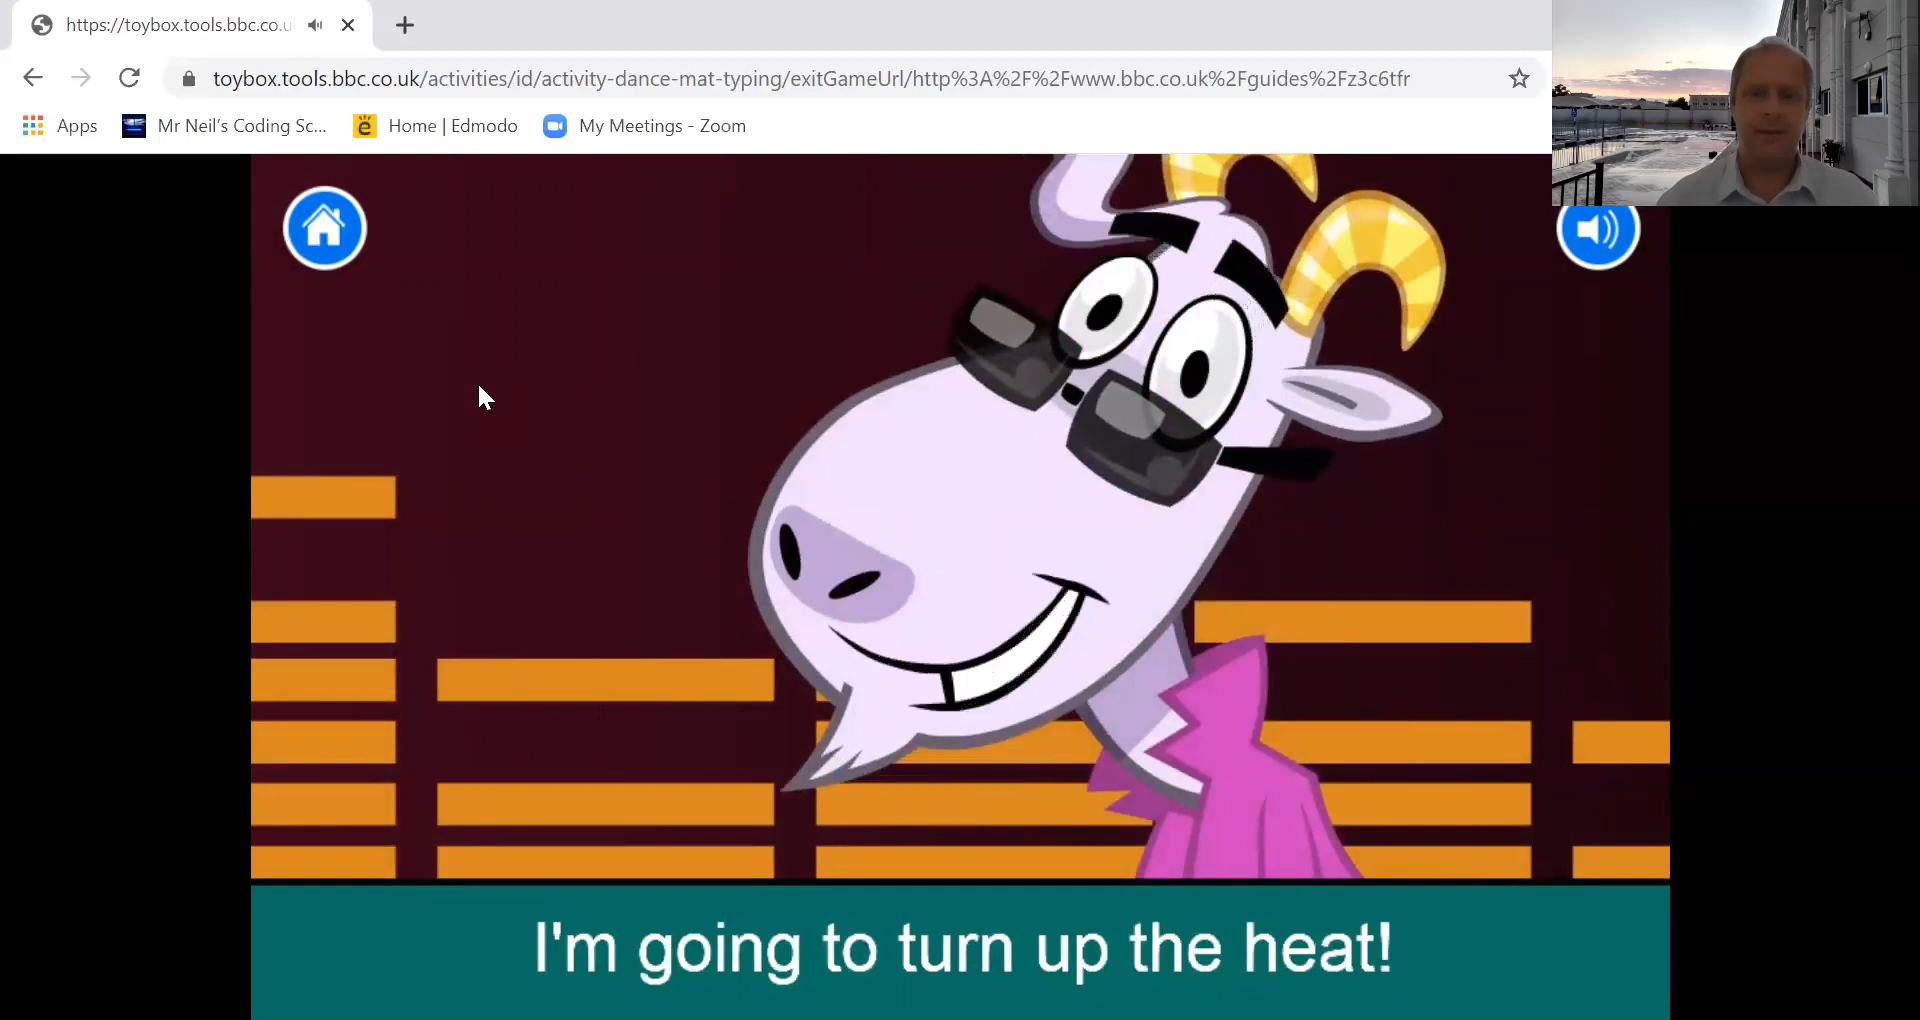 https://toybox.tools.bbc.co.u
toybox.tools.bbc.co.uk/activities/id/activity-dance-mat-typing/exitGameUrl/http%3A%2F%2Fwww.bbc.co.uk%2Fguides%2Fz3c6tfr
Apps Mr Neil's Coding Sc... Home | Edmodo My Meetings - Zoom
I'm going to turn up the heat!